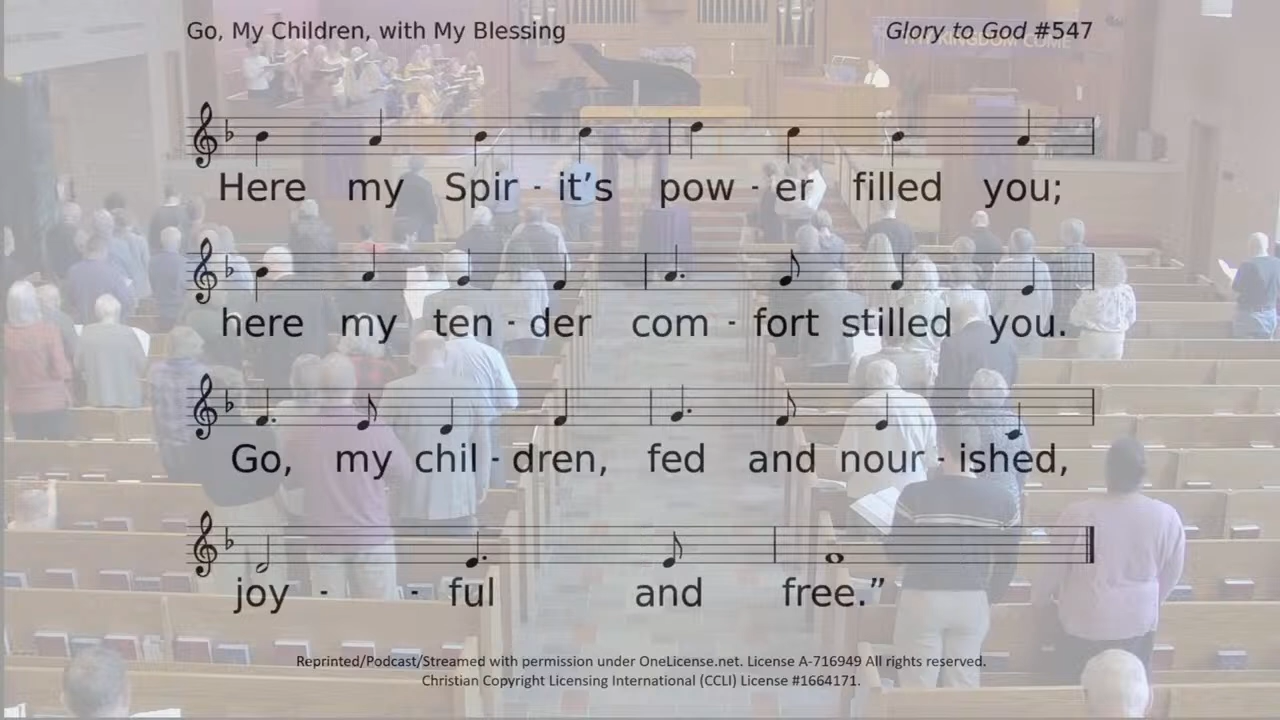 Go, My Children, with My Blessing
Glory to God #547
THY KINGDOM COME
Here my Spir - it’s pow - er filled you;
here my ten - der com - fort stilled you.
Go, my chil - dren, fed and nour - ished,
joy - - ful and free.”
Reprinted/Podcast/Streamed with permission under OneLicense.net. License A-716949 All rights reserved.
Christian Copyright Licensing International (CCLI) License #1664171.